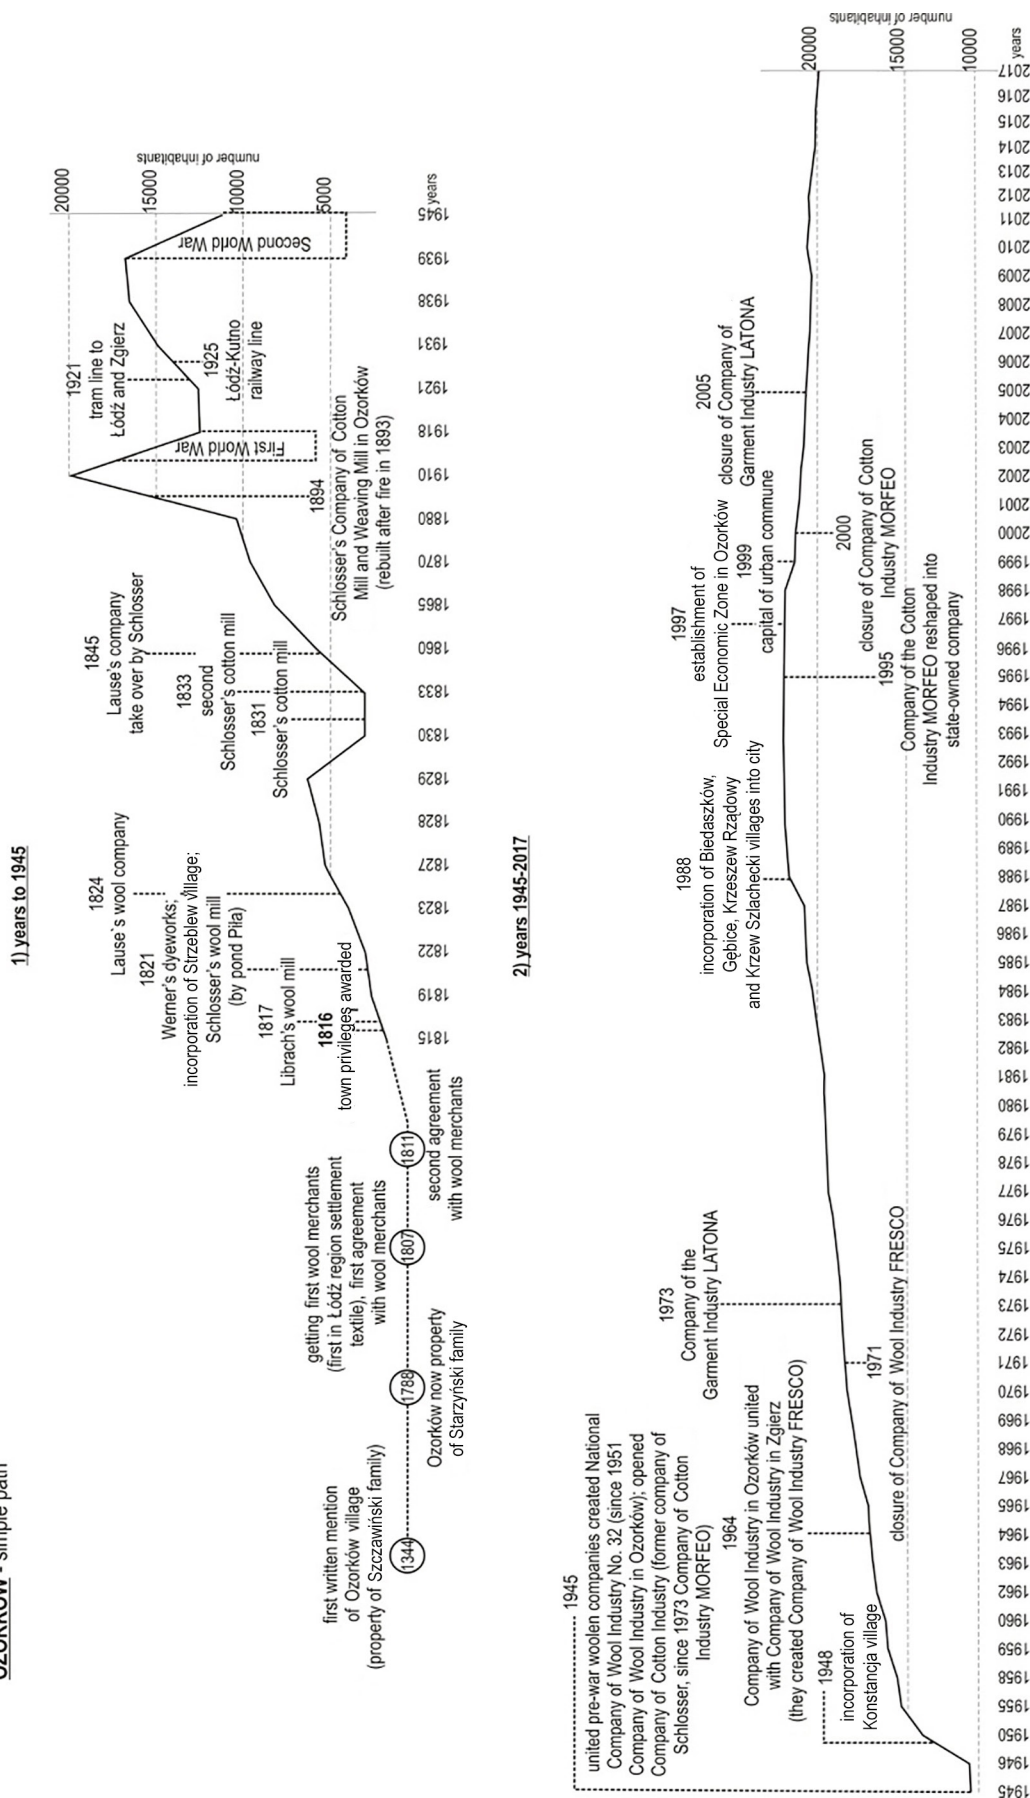 OZORKÓW - simple path
1) years to 1945
1344
first written mention
of Ozorków village
(property of Szczawiński family)
1788
Ozorków now property
of Starzyński family
1807
getting first wool merchants
(first in Łódź region settlement
textile), first agreement
with wool merchants
1811
second agreement
with wool merchants
1816
town privileges awarded
1817
Librach's wool mill
1821
Werner's dyeworks;
incorporation of Strzeblew village;
Schlosser's wool mill
(by pond Piła)
1824
Lause`s wool company
1831
Schlosser's cotton mill
1833
second
Schlosser's cotton mill
1845
Lause`s company
take over by Schlosser
1894
Schlosser's Company of Cotton
Mill and Weaving Mill in Ozorków
(rebuilt after fire in 1893)
First World War
1921
tram line to
Łódź and Zgierz
1925
Łódź-Kutno
railway line
Second World War
20000
15000
10000
5000
number of inhabitants
1815
1819
1822
1823
1827
1828
1829
1830
1833
1860
1865
1870
1880
1910
1918
1921
1931
1938
1939
1945
years
2) years 1945-2017
1945
united pre-war woolen companies created National
Company of Wool Industry No. 32 (since 1951
Company of Wool Industry in Ozorków); opened
Company of Cotton Industry (former company of
Schlosser, since 1973 Company of Cotton
Industry MORFEO)
1948
incorporation of
Konstancja village
1964
Company of Wool Industry in Ozorków united
with Company of Wool Industry in Zgierz
(they created Company of Wool Industry FRESCO)
1971
closure of Company of Wool Industry FRESCO
1973
Company of the
Garment Industry LATONA
1988
incorporation of Biedaszków,
Gębice, Krzeszew Rządowy
and Krzew Szlachecki villages into city
1995
Company of the Cotton
Industry MORFEO reshaped into
state-owned company
1997
establishment of
Special Economic Zone in Ozorków
1999
capital of urban commune
2000
closure of Company of Cotton
Industry MORFEO
2005
closure of Company of
Garment Industry LATONA
20000
15000
10000
number of inhabitants
1945
1946
1950
1955
1958
1959
1960
1962
1963
1964
1965
1967
1968
1969
1970
1971
1972
1973
1974
1975
1976
1977
1978
1979
1980
1981
1982
1983
1984
1985
1986
1987
1988
1989
1990
1991
1992
1993
1994
1995
1996
1997
1998
1999
2000
2001
2002
2003
2004
2005
2006
2007
2008
2009
2010
2011
2012
2013
2014
2015
2016
2017
years